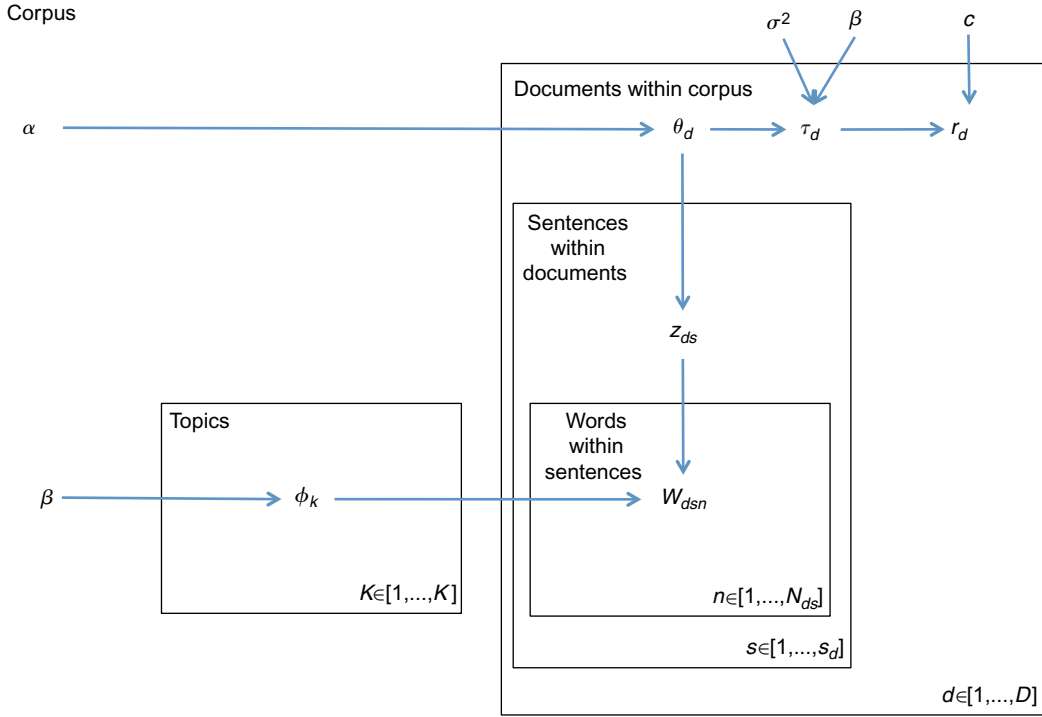 Corpus
σ² β c
Documents within corpus
α θ_d τ_d r_d
Sentences
within
documents
z_ds
Topics
Words
within
sentences
β ϕ_k W_dsn
K∈[1,...,K]
n∈[1,...,N_ds]
s∈[1,...,s_d]
d∈[1,...,D]